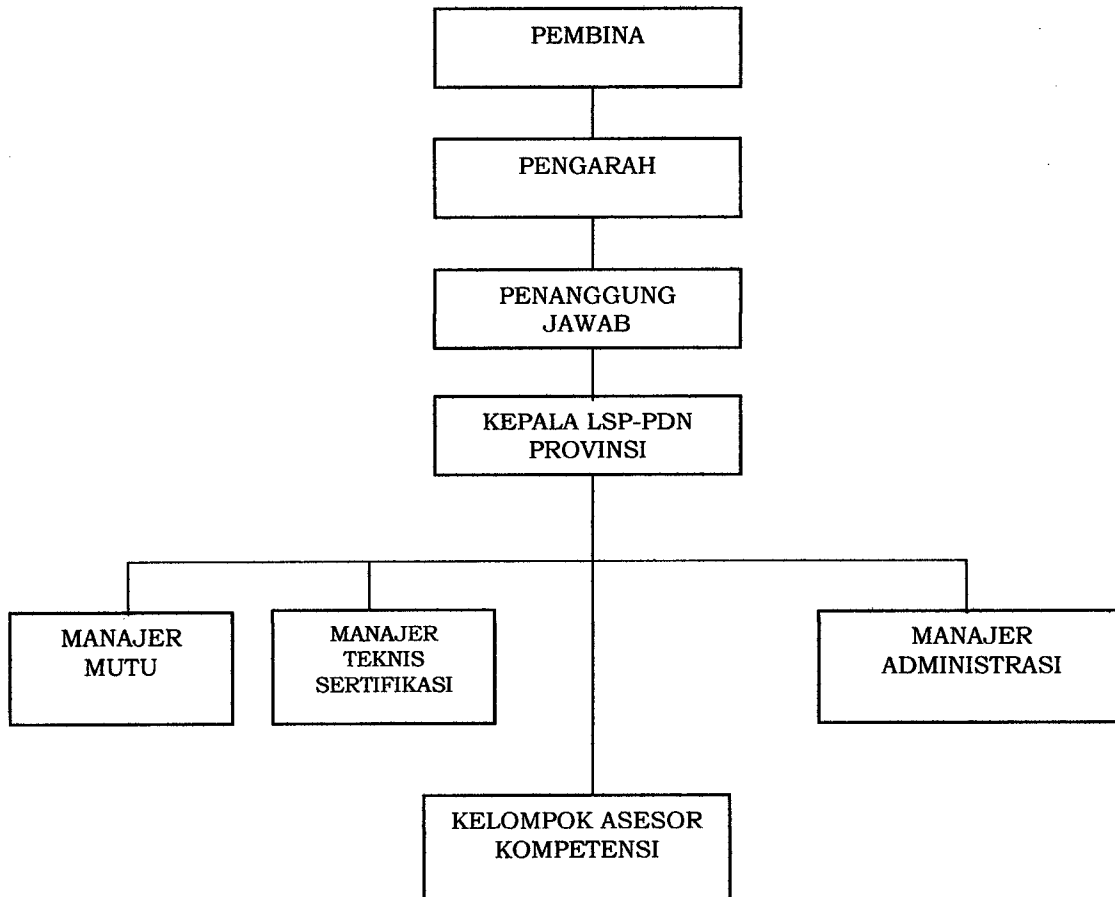 PEMBINA
PENGARAH
PENANGGUNG
JAWAB
KEPALA LSP-PDN
PROVINSI
MANAJER
MUTU
MANAJER
TEKNIS
SERTIFIKASI
MANAJER
ADMINISTRASI
KELOMPOK ASESOR
KOMPETENSI